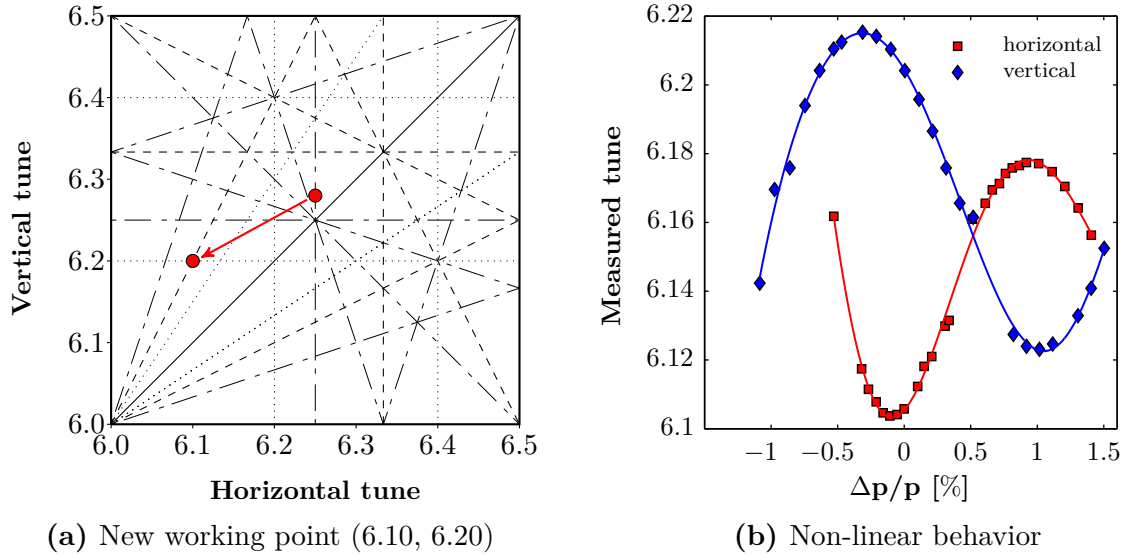 6.5
6.4
6.3
6.2
6.1
6.0
Vertical tune
6.0 6.1 6.2 6.3 6.4 6.5
Horizontal tune
(a) New working point (6.10, 6.20)
6.22
6.2
6.18
6.16
6.14
6.12
6.1
Measured tune
horizontal
vertical
−1 −0.5 0 0.5 1 1.5
Δp/p [%]
(b) Non-linear behavior